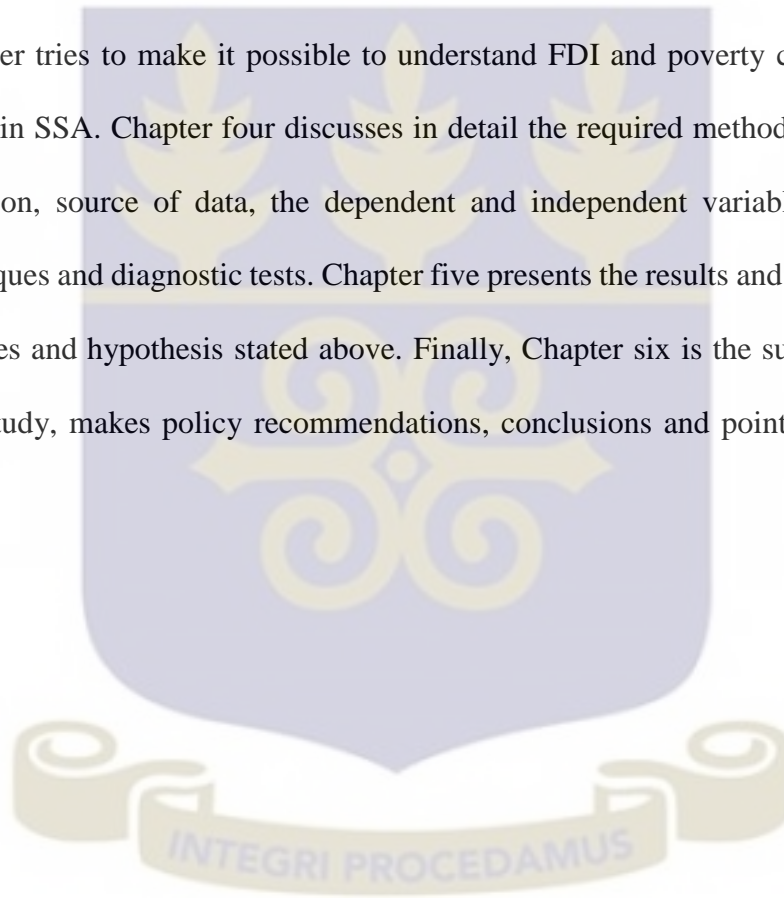 er tries to make it possible to understand FDI and poverty
in SSA. Chapter four discusses in detail the required method
on, source of data, the dependent and independent variab
ques and diagnostic tests. Chapter five presents the results and
es and hypothesis stated above. Finally, Chapter six is the su
tudy, makes policy recommendations, conclusions and point
INTEGRI PROCEDAMUS